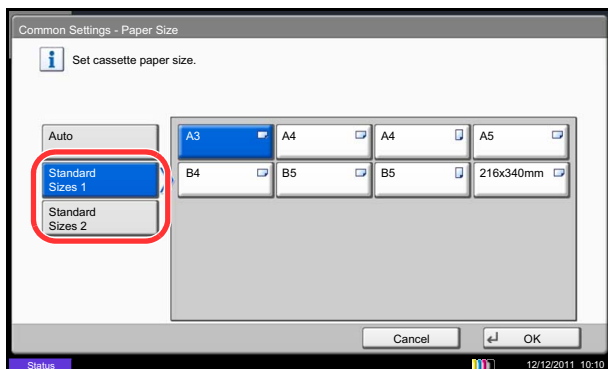 Common Settings - Paper Size
Set cassette paper size.
Auto
A3
A4
A4
A5
Standard
Sizes 1
B4
B5
B5
216x340mm
Standard
Sizes 2
Cancel
OK
Status
12/12/2011 10:10